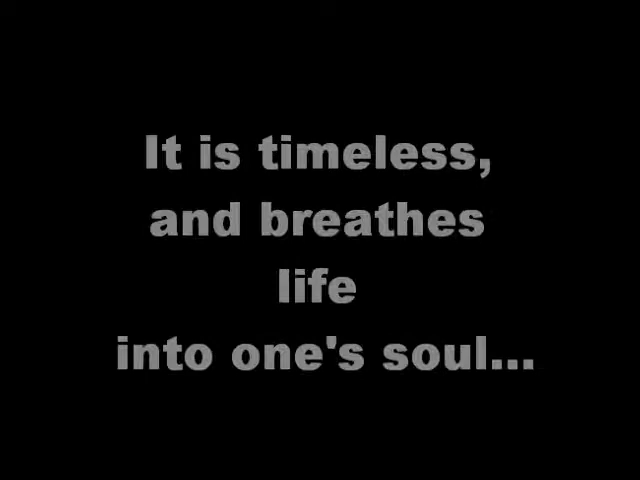 It is timeless,
and breathes
life
into one's soul...